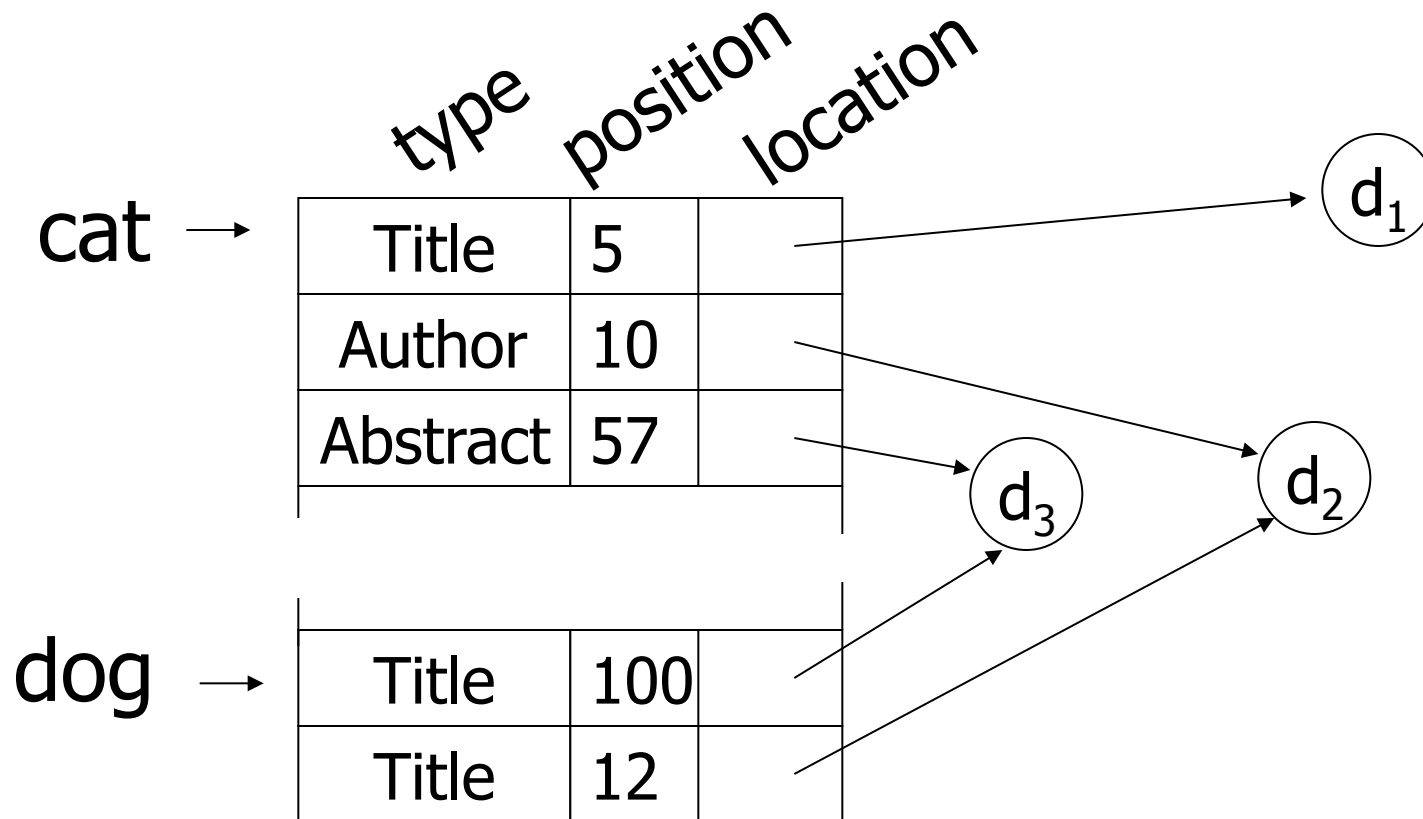 type position location
cat Title 5 d₁
Author 10
Abstract 57
d₃ d₂
dog Title 100
Title 12